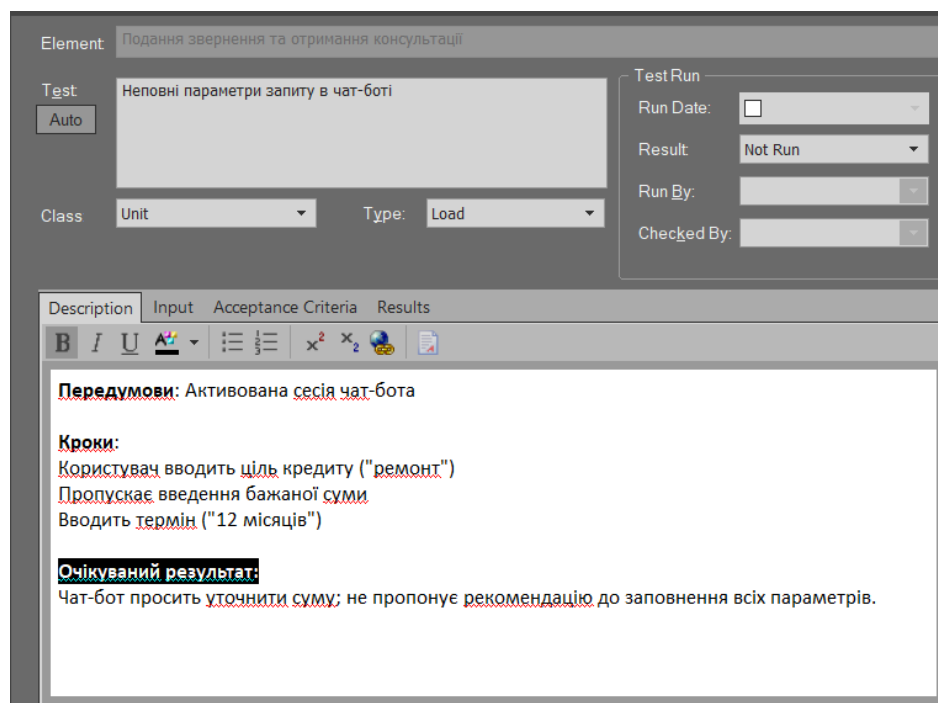 Element
Подання звернення та отримання консультації
Test
Неповні параметри запиту в чат-боті
Auto
Class
Unit
Type:
Load
Test Run
Run Date:
Result
Not Run
Run By:
Checked By:
Description Input Acceptance Criteria Results
B I U A x² x₂
Передумови: Активована сесія чат-бота
Кроки:
Користувач вводить ціль кредиту ("ремонт")
Пропускає введення бажаної суми
Вводить термін ("12 місяців")
Очікуваний результат:
Чат-бот просить уточнити суму; не пропонує рекомендацію до заповнення всіх параметрів.